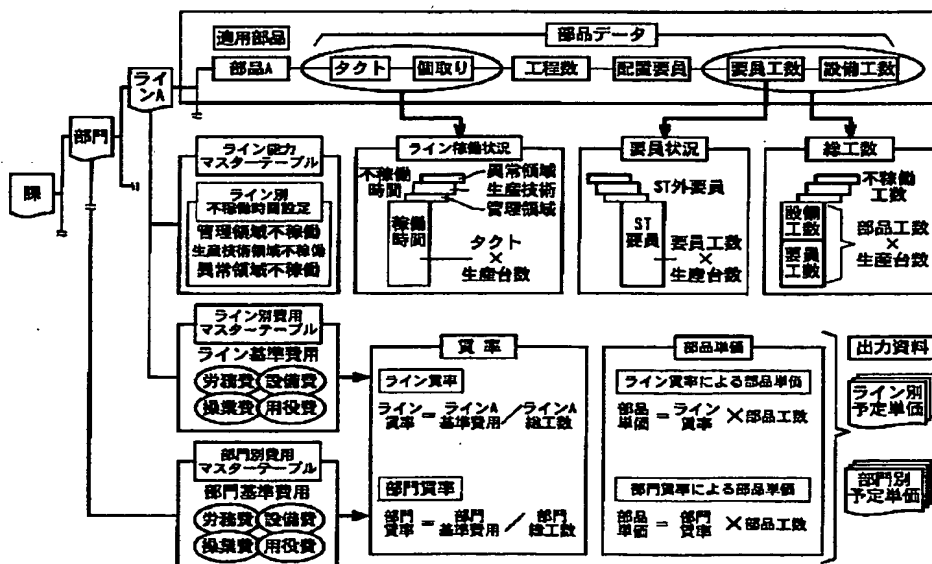 適用部品
部品データ
部品A
タクト
個取り
工程数
配置要員
要員工数
設備工数
ラインA
部門
課
ライン能力
マスターテーブル
ライン別
不稼働時間設定
管理領域不稼働
生産技術領域不稼働
異常領域不稼働
ライン稼働状況
不稼働
時間
異常領域
生産技術
管理領域
稼働
時間
タクト
×
生産台数
要員状況
ST外要員
ST
要員
要員工数
×
生産台数
総工数
不稼働
工数
設備
工数
要員
工数
部品工数
×
生産台数
ライン別費用
マスターテーブル
ライン基準費用
労務費 設備費
操業費 用役費
部門別費用
マスターテーブル
部門基準費用
労務費 設備費
操業費 用役費
賃率
ライン賃率
ライン賃率=ラインA基準費用/ラインA総工数
部門賃率
部門賃率=部門基準費用/部門総工数
部品単価
ライン賃率による部品単価
部品単価=ライン賃率×部品工数
部門賃率による部品単価
部品単価=部門賃率×部品工数
出力資料
ライン別
予定単価
部門別
予定単価